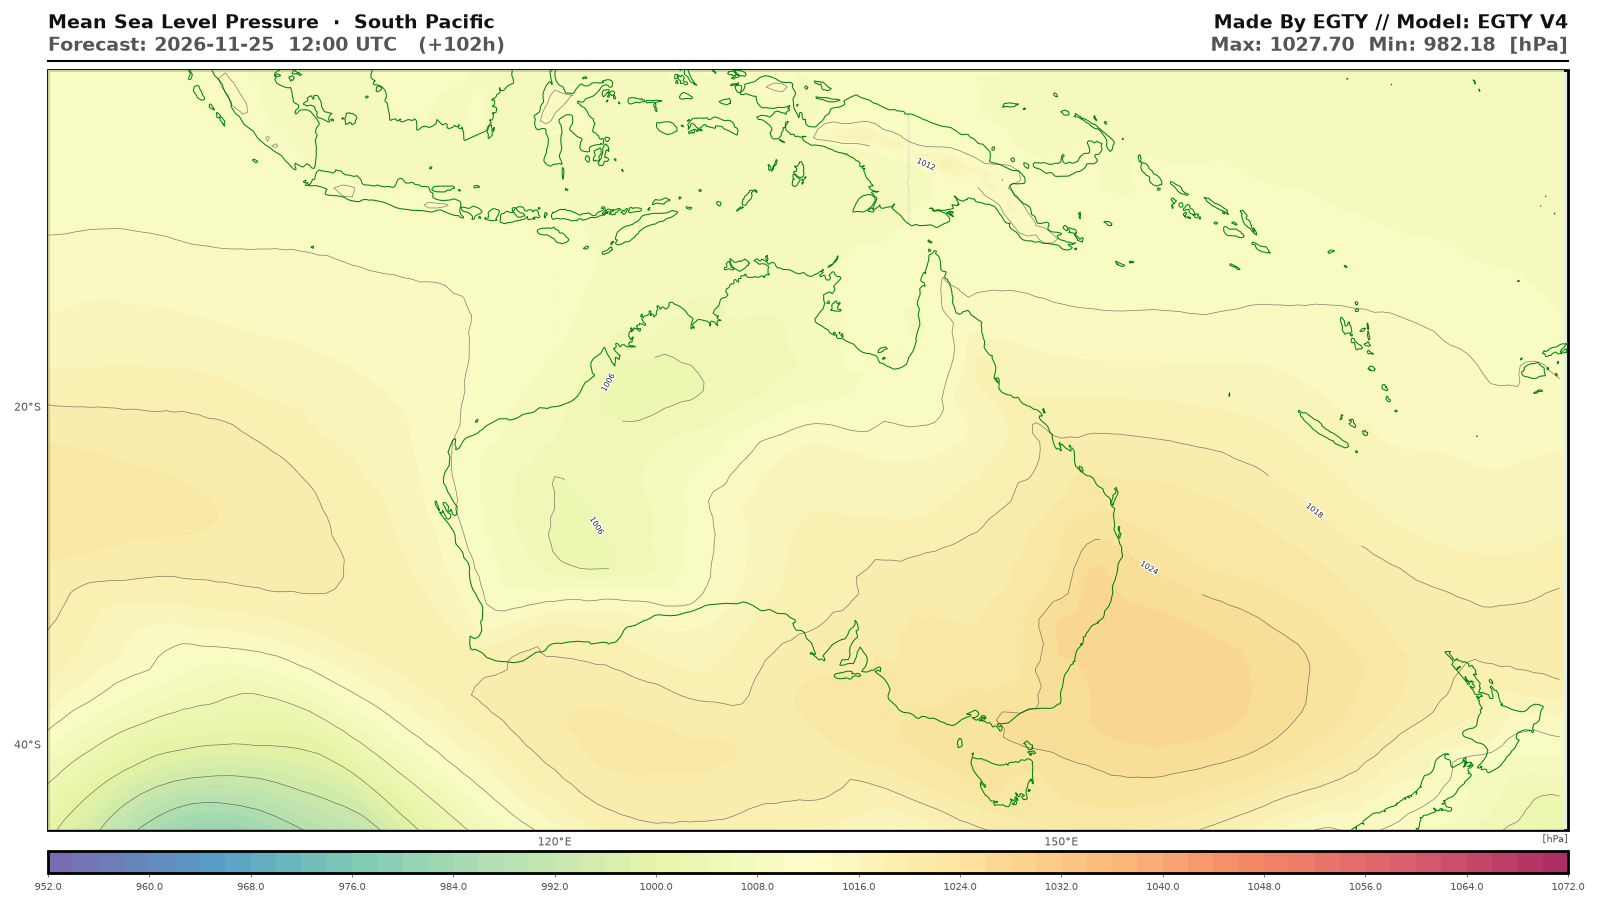 Mean Sea Level Pressure · South Pacific
Made By EGTY // Model: EGTY V4
Forecast: 2026-11-25 12:00 UTC (+102h)
Max: 1027.70 Min: 982.18 [hPa]
1012
1006
20°S
1018
1006
1024
40°S
120°E
150°E
[hPa]
952.0 960.0 968.0 976.0 984.0 992.0 1000.0 1008.0 1016.0 1024.0 1032.0 1040.0 1048.0 1056.0 1064.0 1072.0